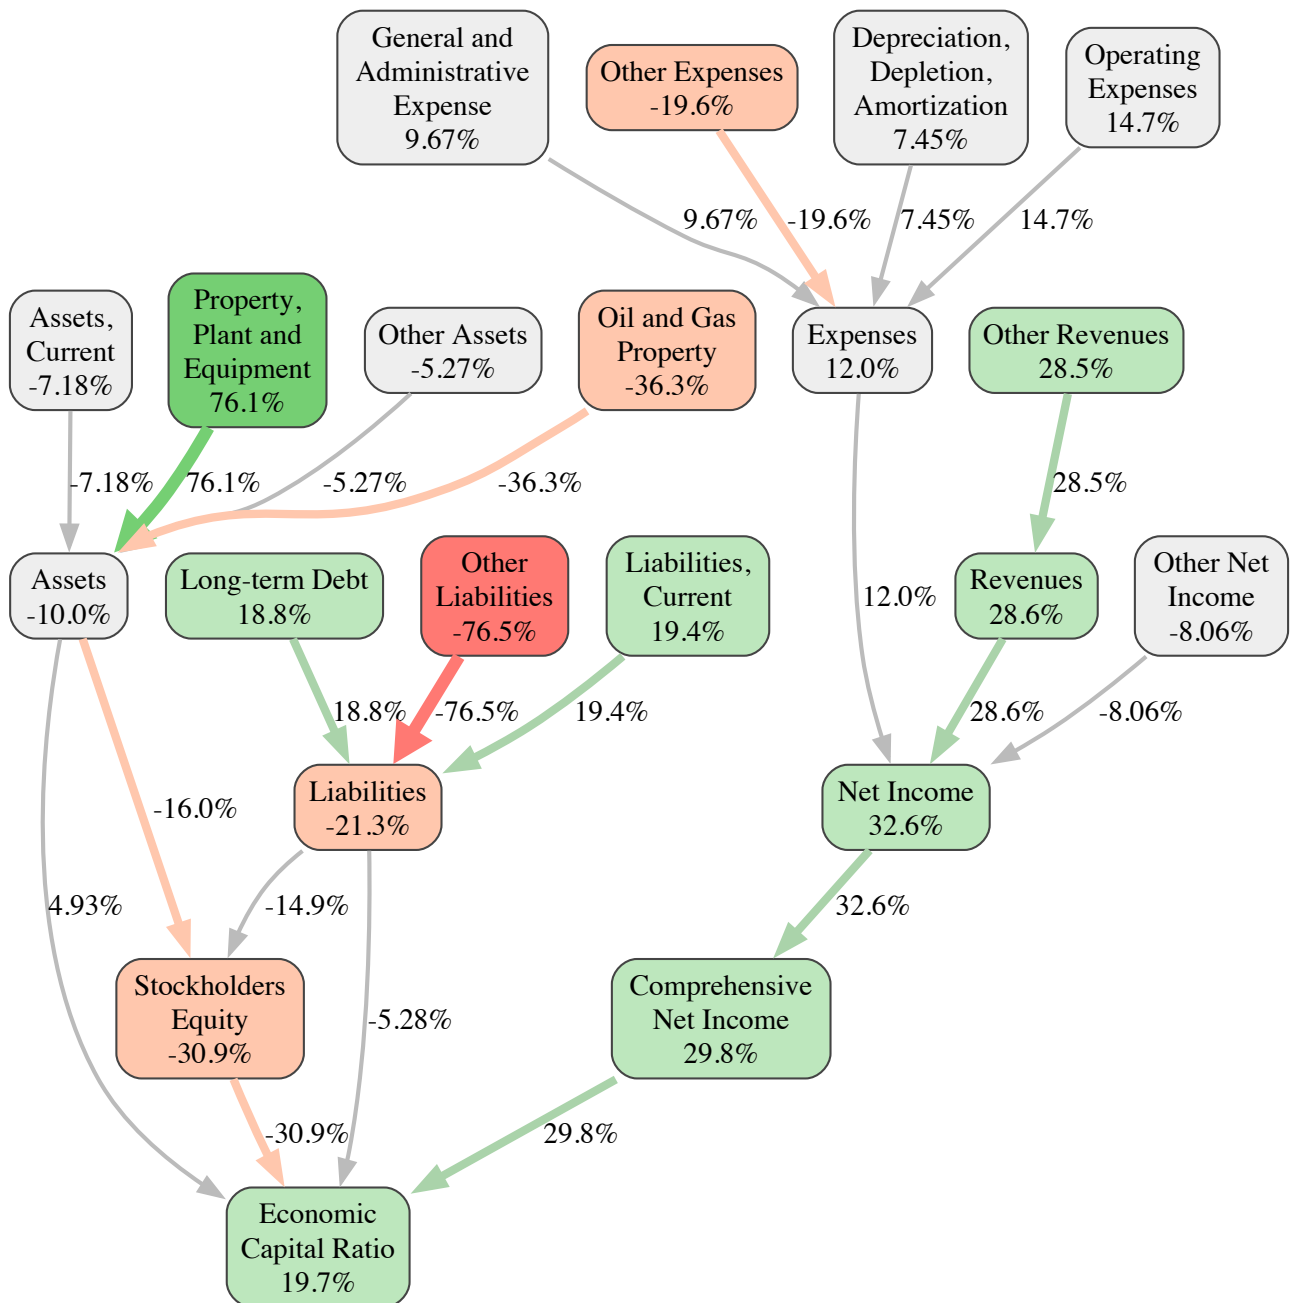 General and
Administrative
Expense
9.67%
Other Expenses
-19.6%
Depreciation,
Depletion,
Amortization
7.45%
Operating
Expenses
14.7%
9.67%
-19.6%
7.45%
14.7%
Assets,
Current
-7.18%
Property,
Plant and
Equipment
76.1%
Other Assets
-5.27%
Oil and Gas
Property
-36.3%
Expenses
12.0%
Other Revenues
28.5%
-7.18%
76.1%
-5.27%
-36.3%
28.5%
Assets
-10.0%
Long-term Debt
18.8%
Other
Liabilities
-76.5%
Liabilities,
Current
19.4%
12.0%
Revenues
28.6%
Other Net
Income
-8.06%
18.8%
-76.5%
19.4%
28.6%
-8.06%
-16.0%
Liabilities
-21.3%
Net Income
32.6%
4.93%
-14.9%
32.6%
Stockholders
Equity
-30.9%
-5.28%
Comprehensive
Net Income
29.8%
-30.9%
29.8%
Economic
Capital Ratio
19.7%